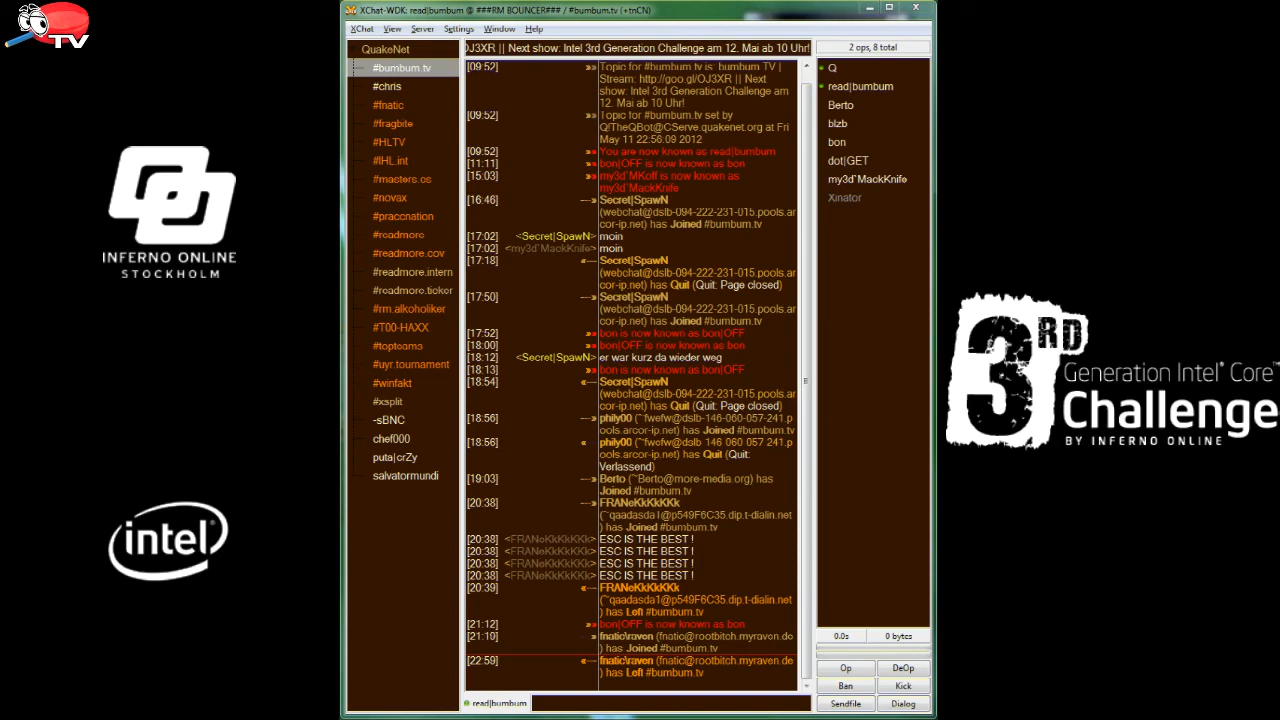 TV
XChat-WDK: read|bumbum @ ###RM BOUNCER### / #bumbum.tv (+tnCN)
XChat View Server Settings Window Help
QuakeNet
#bumbum.tv
#chris
#fnatic
#fragbite
#HLTV
#IHL.int
#masters.cs
#novax
#praccnation
#readmore
#readmore.cov
#readmore.intern
#readmore.ticker
#rm.alkoholiker
#T00-HAXX
#topteams
#uyr.tournament
#winfakt
#xsplit
-sBNC
chef000
puta|crZy
salvatormundi
OJ3XR || Next show: Intel 3rd Generation Challenge am 12. Mai ab 10 Uhr!
[09:52] Topic for #bumbum.tv is: bumbum TV |
Stream: http://goo.gl/OJ3XR || Next
show: Intel 3rd Generation Challenge am
12. Mai ab 10 Uhr!
[09:52] Topic for #bumbum.tv set by
Q!TheQBot@CServe.quakenet.org at Fri
May 11 22:56:09 2012
[09:52] You are now known as read|bumbum
[11:11] bon|OFF is now known as bon
[15:03] my3d`MKoff is now known as
my3d`MackKnife
[16:46] Secret|SpawN
(webchat@dslb-094-222-231-015.pools.ar
cor-ip.net) has Joined #bumbum.tv
[17:02] <Secret|SpawN> moin
[17:02] <my3d`MackKnife> moin
[17:18] Secret|SpawN
(webchat@dslb-094-222-231-015.pools.ar
cor-ip.net) has Quit (Quit: Page closed)
[17:50] Secret|SpawN
(webchat@dslb-094-222-231-015.pools.ar
cor-ip.net) has Joined #bumbum.tv
[17:52] bon is now known as bon|OFF
[18:00] bon|OFF is now known as bon
[18:12] <Secret|SpawN> er war kurz da wieder weg
[18:13] bon is now known as bon|OFF
[18:54] Secret|SpawN
(webchat@dslb-094-222-231-015.pools.ar
cor-ip.net) has Quit (Quit: Page closed)
[18:56] phily00 (~fwefw@dslb-146-060-057-241.p
ools.arcor-ip.net) has Joined #bumbum.tv
[18:56] phily00 (~fwefw@dslb-146-060-057-241.p
ools.arcor-ip.net) has Quit (Quit:
Verlassend)
[19:03] Berto (~Berto@more-media.org) has
Joined #bumbum.tv
[20:38] FRANeKkKkKKk
(~qaadasda1@p549F6C35.dip.t-dialin.net
) has Joined #bumbum.tv
[20:38] <FRANeKkKkKKk> ESC IS THE BEST !
[20:38] <FRANeKkKkKKk> ESC IS THE BEST !
[20:38] <FRANeKkKkKKk> ESC IS THE BEST !
[20:38] <FRANeKkKkKKk> ESC IS THE BEST !
[20:39] FRANeKkKkKKk
(~qaadasda1@p549F6C35.dip.t-dialin.net
) has Left #bumbum.tv
[21:12] bon|OFF is now known as bon
[21:19] fnatic\raven (fnatic@rootbitch.myraven.de
) has Joined #bumbum.tv
[22:59] fnatic\raven (fnatic@rootbitch.myraven.de
) has Left #bumbum.tv
read|bumbum
2 ops, 8 total
Q
read|bumbum
Berto
blzb
bon
dot|GET
my3d`MackKnife
Xinator
0.0s 0 bytes
Op DeOp
Ban Kick
Sendfile Dialog
INFERNO ONLINE
STOCKHOLM
intel
3RD
Generation Intel® Core™
Challenge
BY INFERNO ONLINE